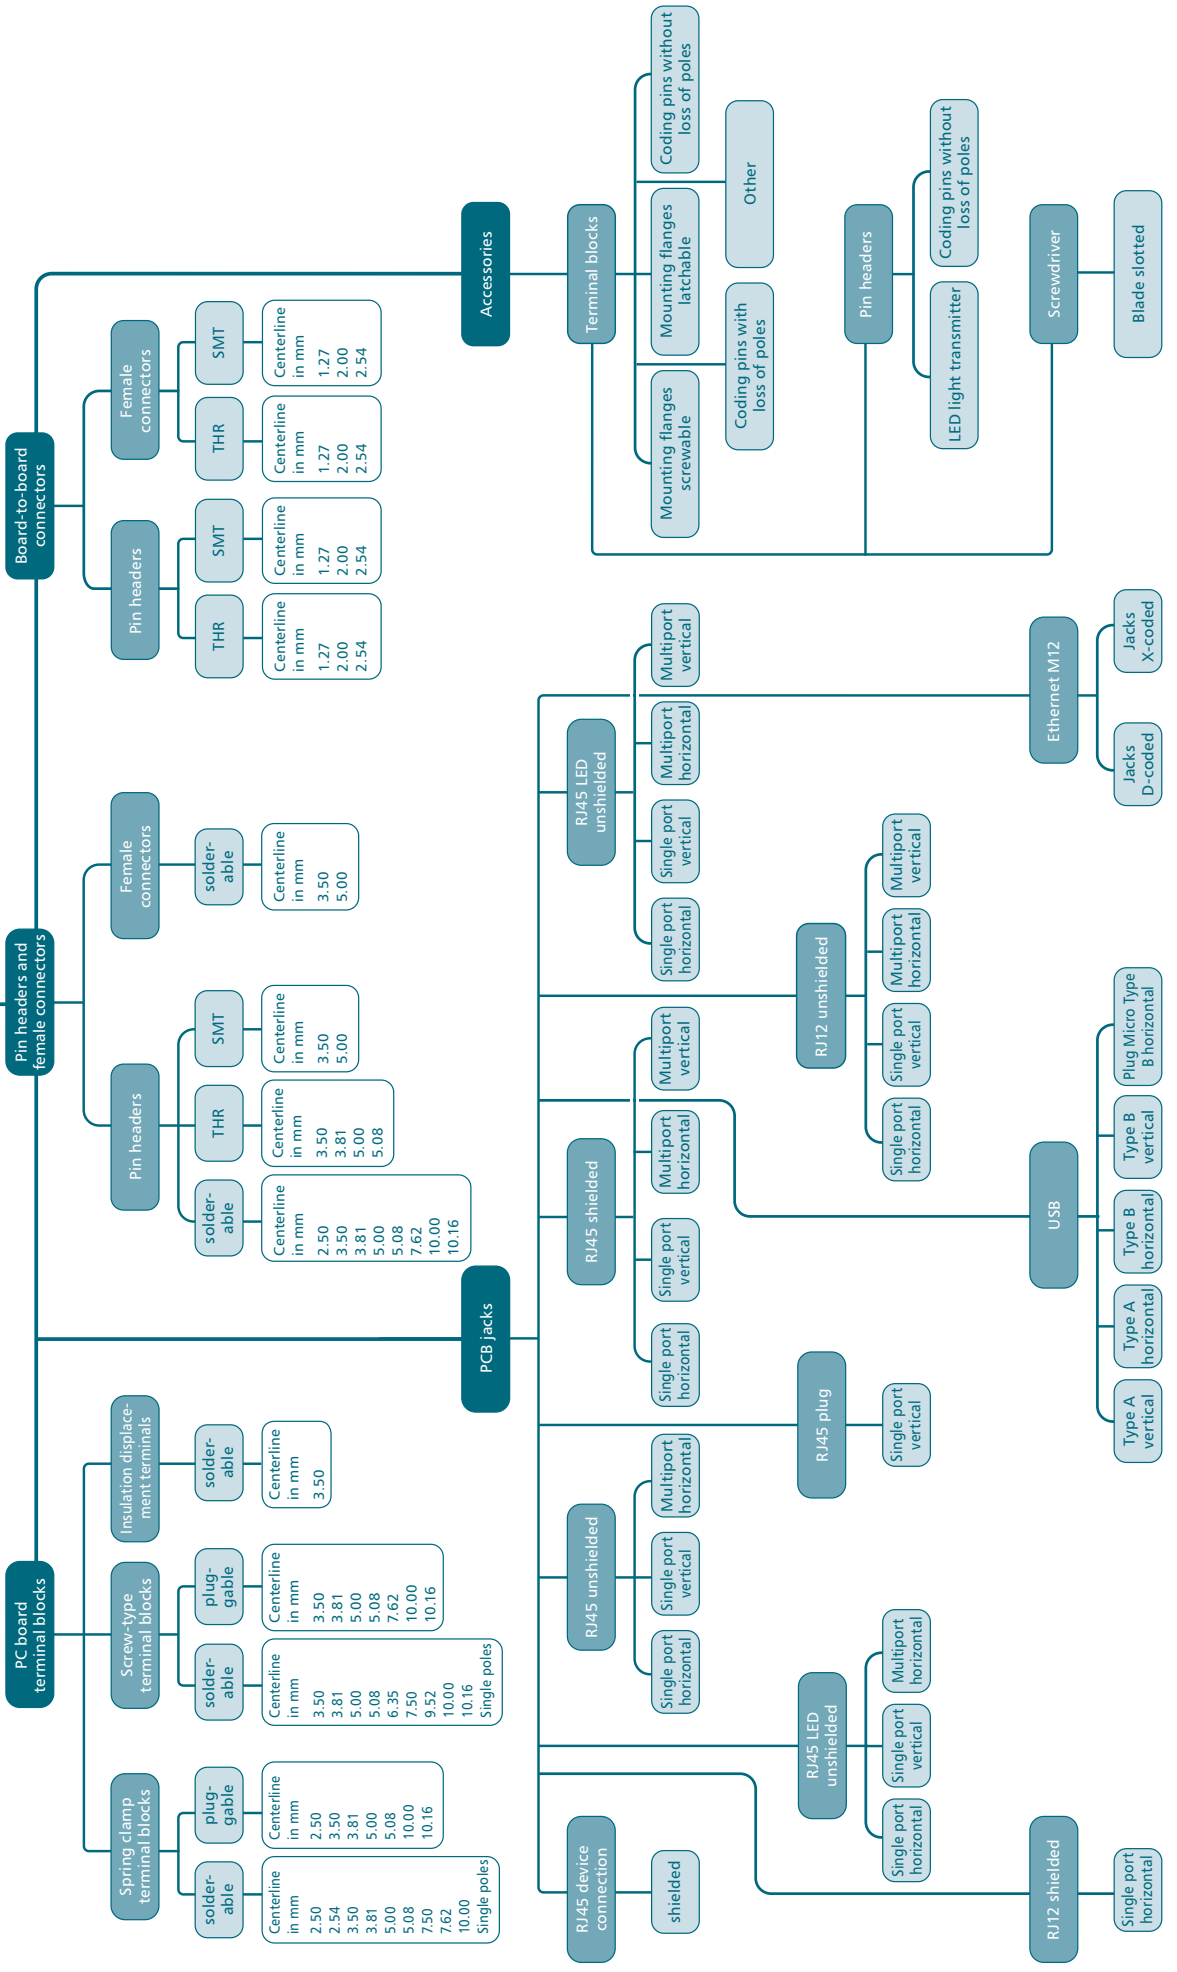 PC board
terminal blocks
Spring clamp
terminal blocks
solder-
able
Centerline
in mm
2.50
2.54
3.50
3.81
5.00
5.08
7.50
7.62
10.00
Single poles
plug-
gable
Centerline
in mm
2.50
3.50
3.81
5.00
5.08
10.00
10.16
Screw-type
terminal blocks
solder-
able
Centerline
in mm
3.50
3.81
5.00
5.08
6.35
7.50
9.52
10.00
10.16
Single poles
plug-
gable
Centerline
in mm
3.50
3.81
5.00
5.08
7.62
10.00
10.16
Insulation displace-
ment terminals
solder-
able
Centerline
in mm
3.50
Pin headers and
female connectors
Pin headers
solder-
able
Centerline
in mm
2.50
3.50
3.81
5.00
5.08
7.62
10.00
10.16
THR
Centerline
in mm
3.50
3.81
5.00
5.08
SMT
Centerline
in mm
3.50
5.00
Female
connectors
solder-
able
Centerline
in mm
3.50
5.00
Board-to-board
connectors
Pin headers
THR
Centerline
in mm
1.27
2.00
2.54
SMT
Centerline
in mm
1.27
2.00
2.54
Female
connectors
THR
Centerline
in mm
1.27
2.00
2.54
SMT
Centerline
in mm
1.27
2.00
2.54
PCB jacks
RJ45 device
connection
shielded
RJ45 unshielded
Single port
horizontal
Single port
vertical
Multiport
horizontal
RJ45 shielded
Single port
horizontal
Single port
vertical
Multiport
horizontal
Multiport
vertical
RJ45 LED
unshielded
Single port
horizontal
Single port
vertical
Multiport
horizontal
Multiport
vertical
RJ45 LED
unshielded
Single port
horizontal
Single port
vertical
Multiport
horizontal
RJ45 plug
Single port
vertical
RJ12 unshielded
Single port
horizontal
Single port
vertical
Multiport
horizontal
Multiport
vertical
RJ12 shielded
Single port
horizontal
USB
Type A
vertical
Type A
horizontal
Type B
horizontal
Type B
vertical
Plug Micro Type
B horizontal
Ethernet M12
Jacks
D-coded
Jacks
X-coded
Accessories
Terminal blocks
Mounting flanges
screwable
Mounting flanges
latchable
Coding pins without
loss of poles
Coding pins with
loss of poles
Other
Pin headers
LED light transmitter
Coding pins without
loss of poles
Screwdriver
Blade slotted